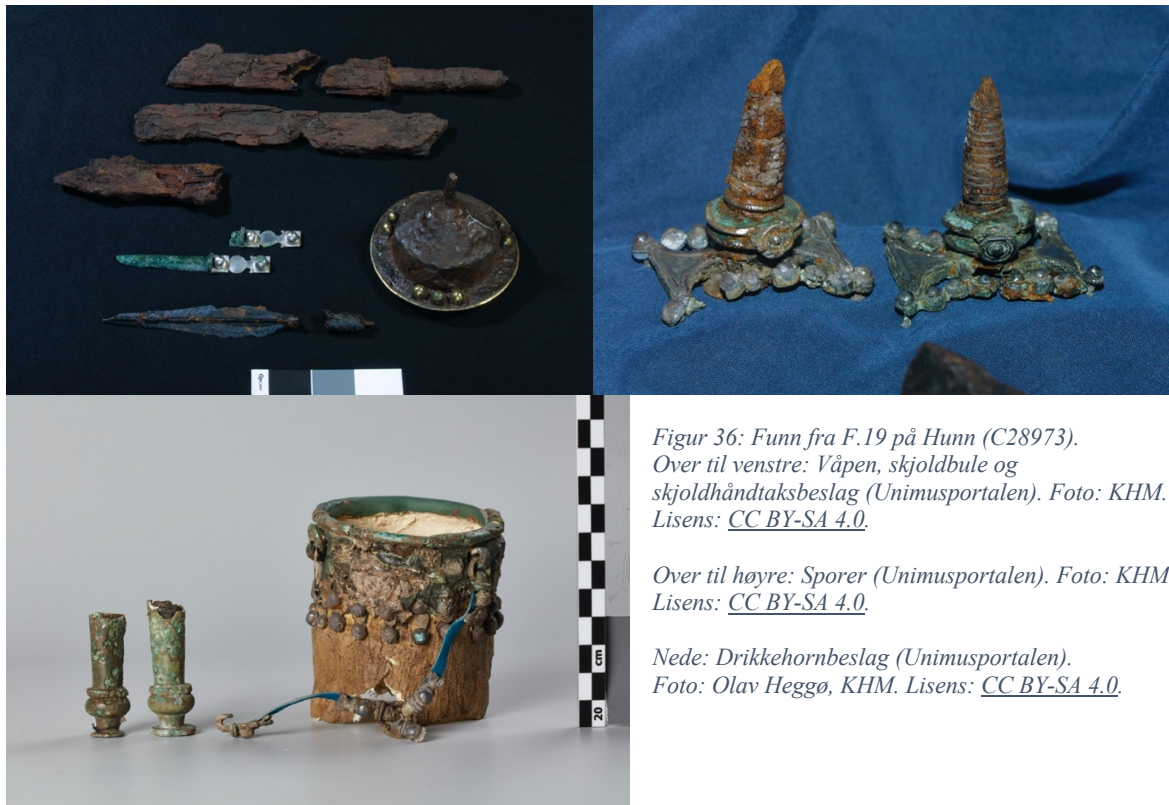 Figur 36: Funn fra F.19 på Hunn (C28973).
Over til venstre: Våpen, skjoldbule og
skjoldhåndtaksbeslag (Unimusportalen). Foto: KHM.
Lisens: CC BY-SA 4.0.
Over til høyre: Sporer (Unimusportalen). Foto: KHM
Lisens: CC BY-SA 4.0.
Nede: Drikkehornbeslag (Unimusportalen).
Foto: Olav Heggø, KHM. Lisens: CC BY-SA 4.0.
cm
20